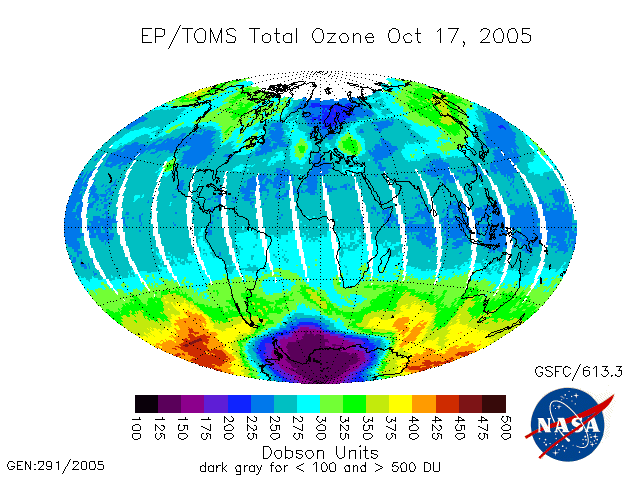 EP/TOMS Total Ozone Oct 17, 2005
GSFC/613.3
100 125 150 175 200 225 250 275 300 325 350 375 400 425 450 475 500
Dobson Units
dark gray for < 100 and > 500 DU
GEN:291/2005
NASA